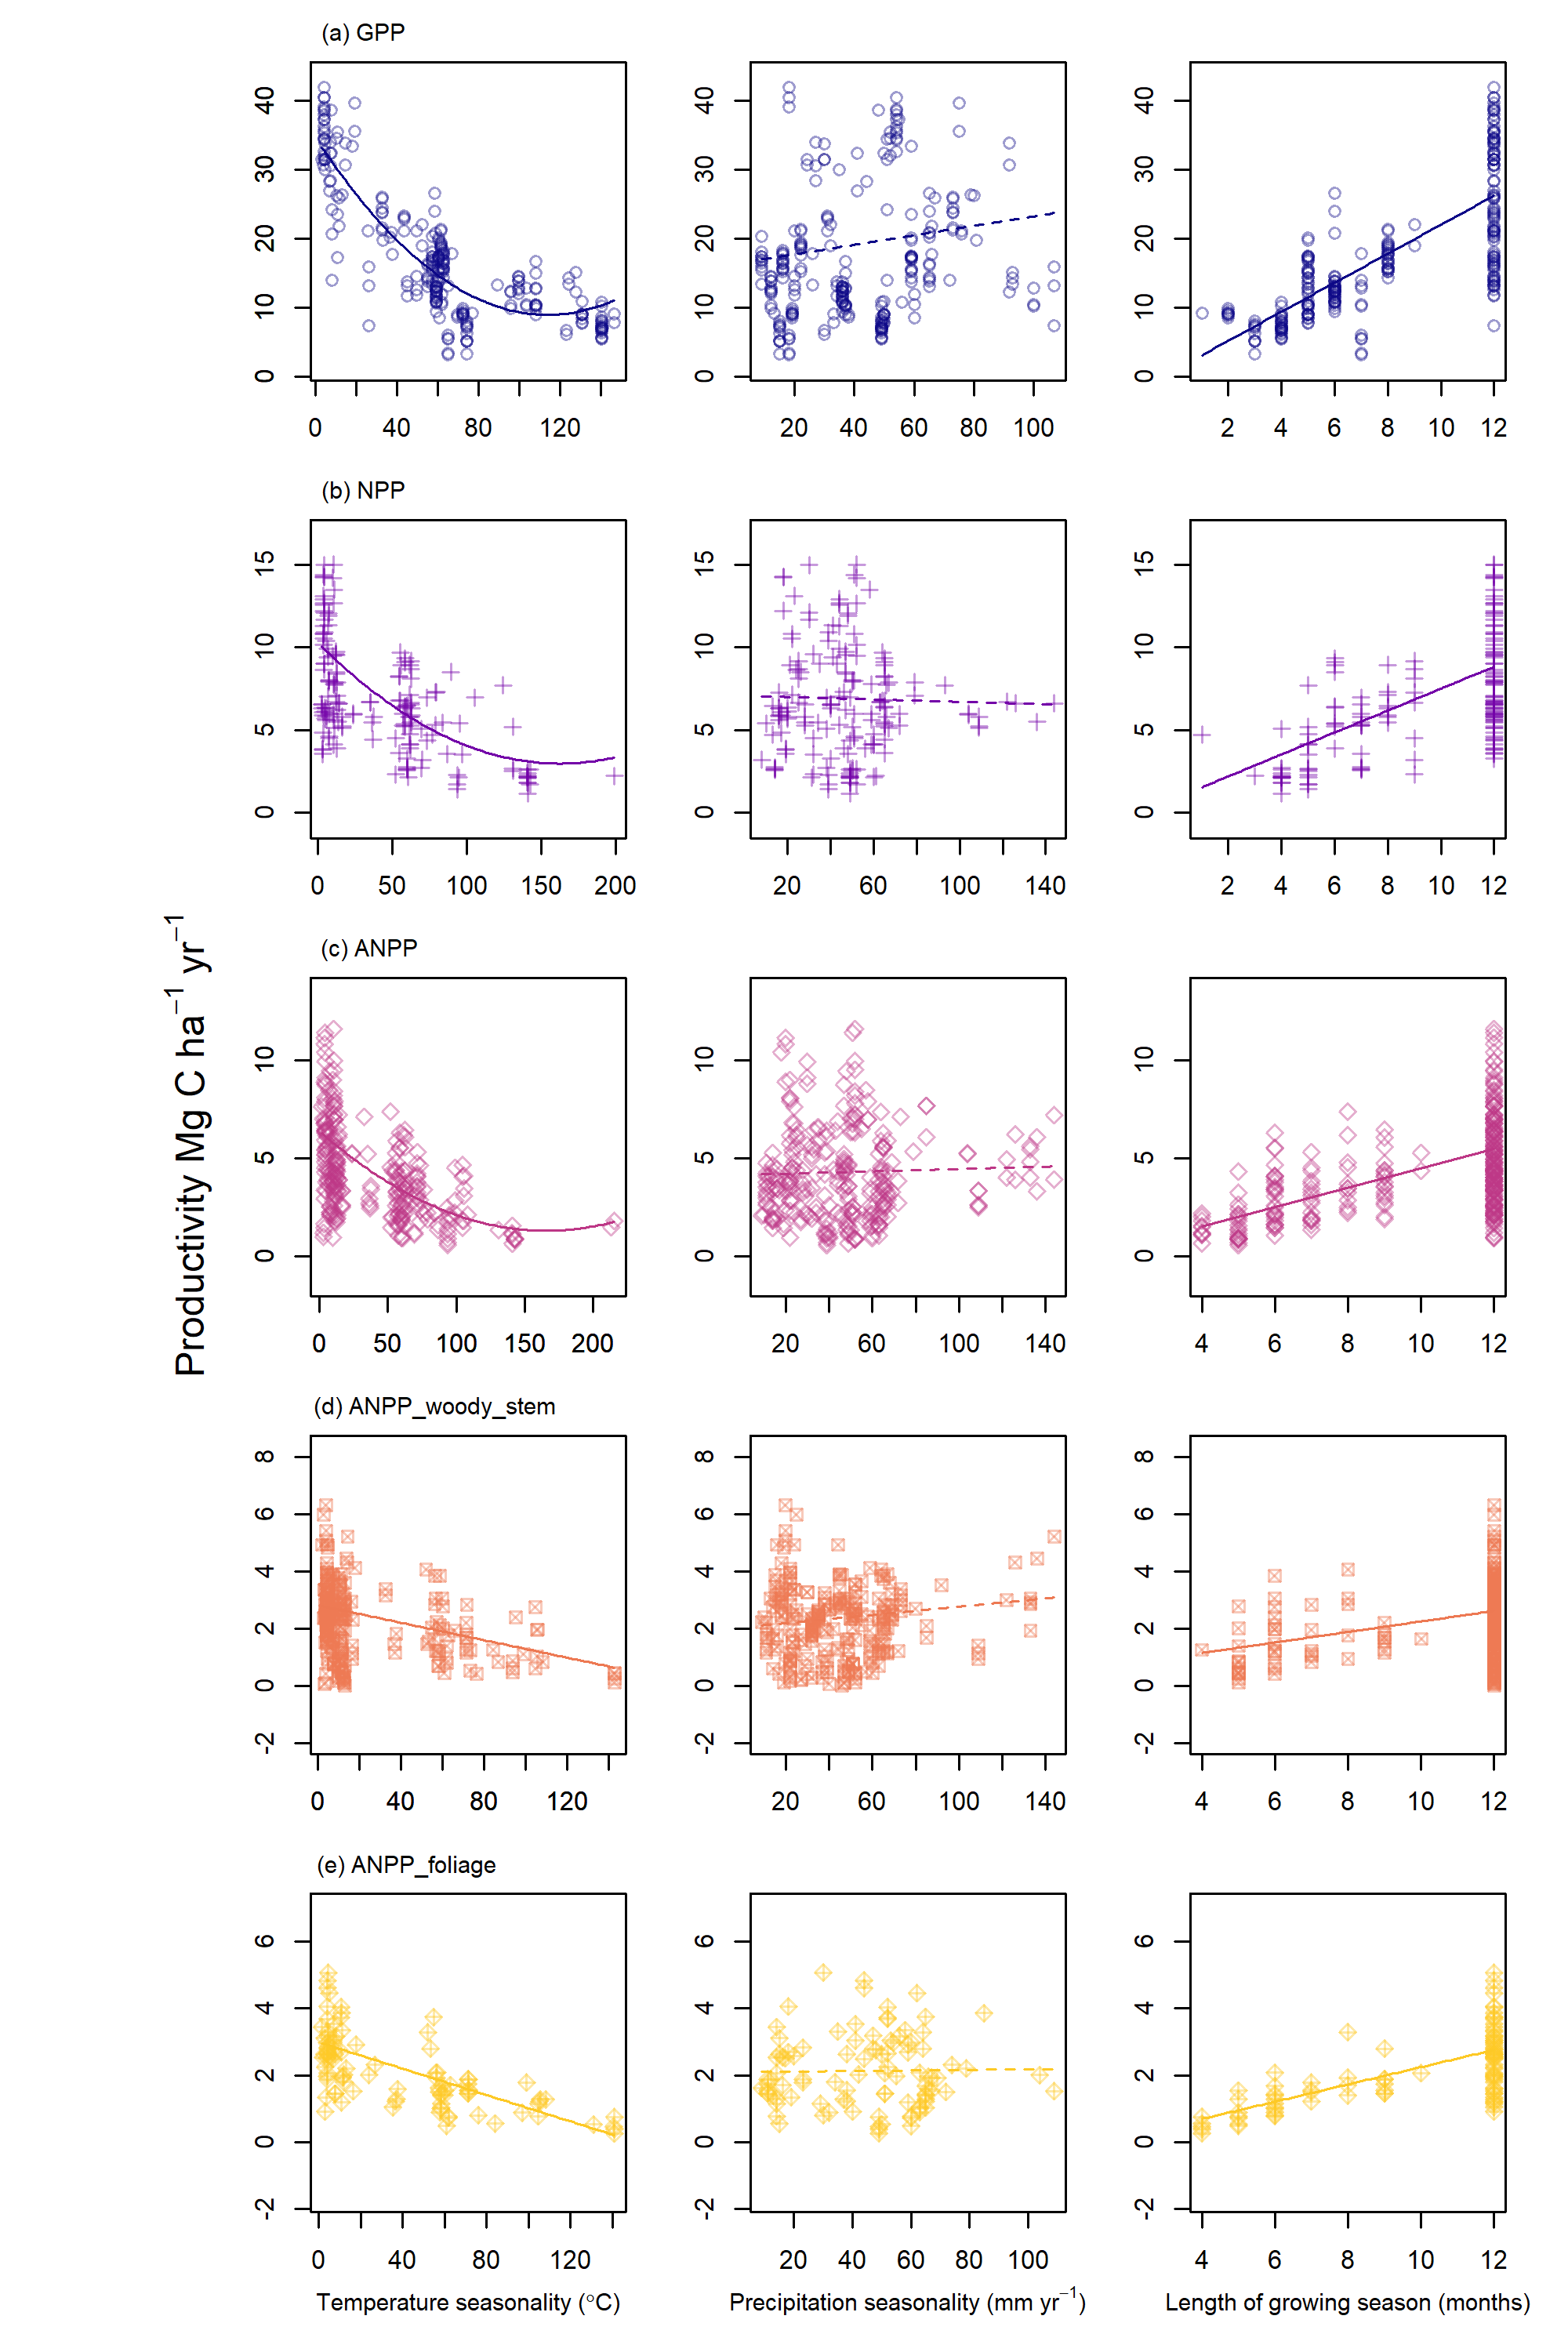 (a) GPP
0 10 20 30 40
0 40 80 120
0 10 20 30 40
20 40 60 80 100
0 10 20 30 40
2 4 6 8 10 12
(b) NPP
0 5 10 15
0 50 100 150 200
0 5 10 15
20 60 100 140
0 5 10 15
2 4 6 8 10 12
Productivity Mg C ha−1 yr−1
(c) ANPP
0 5 10
0 50 100 150 200
0 5 10
20 60 100 140
0 5 10
4 6 8 10 12
(d) ANPP_woody_stem
-2 0 2 4 6 8
0 40 80 120
-2 0 2 4 6 8
20 60 100 140
-2 0 2 4 6 8
4 6 8 10 12
(e) ANPP_foliage
-2 0 2 4 6
0 40 80 120
-2 0 2 4 6
20 40 60 80 100
-2 0 2 4 6
4 6 8 10 12
Temperature seasonality (°C)
Precipitation seasonality (mm yr−1)
Length of growing season (months)